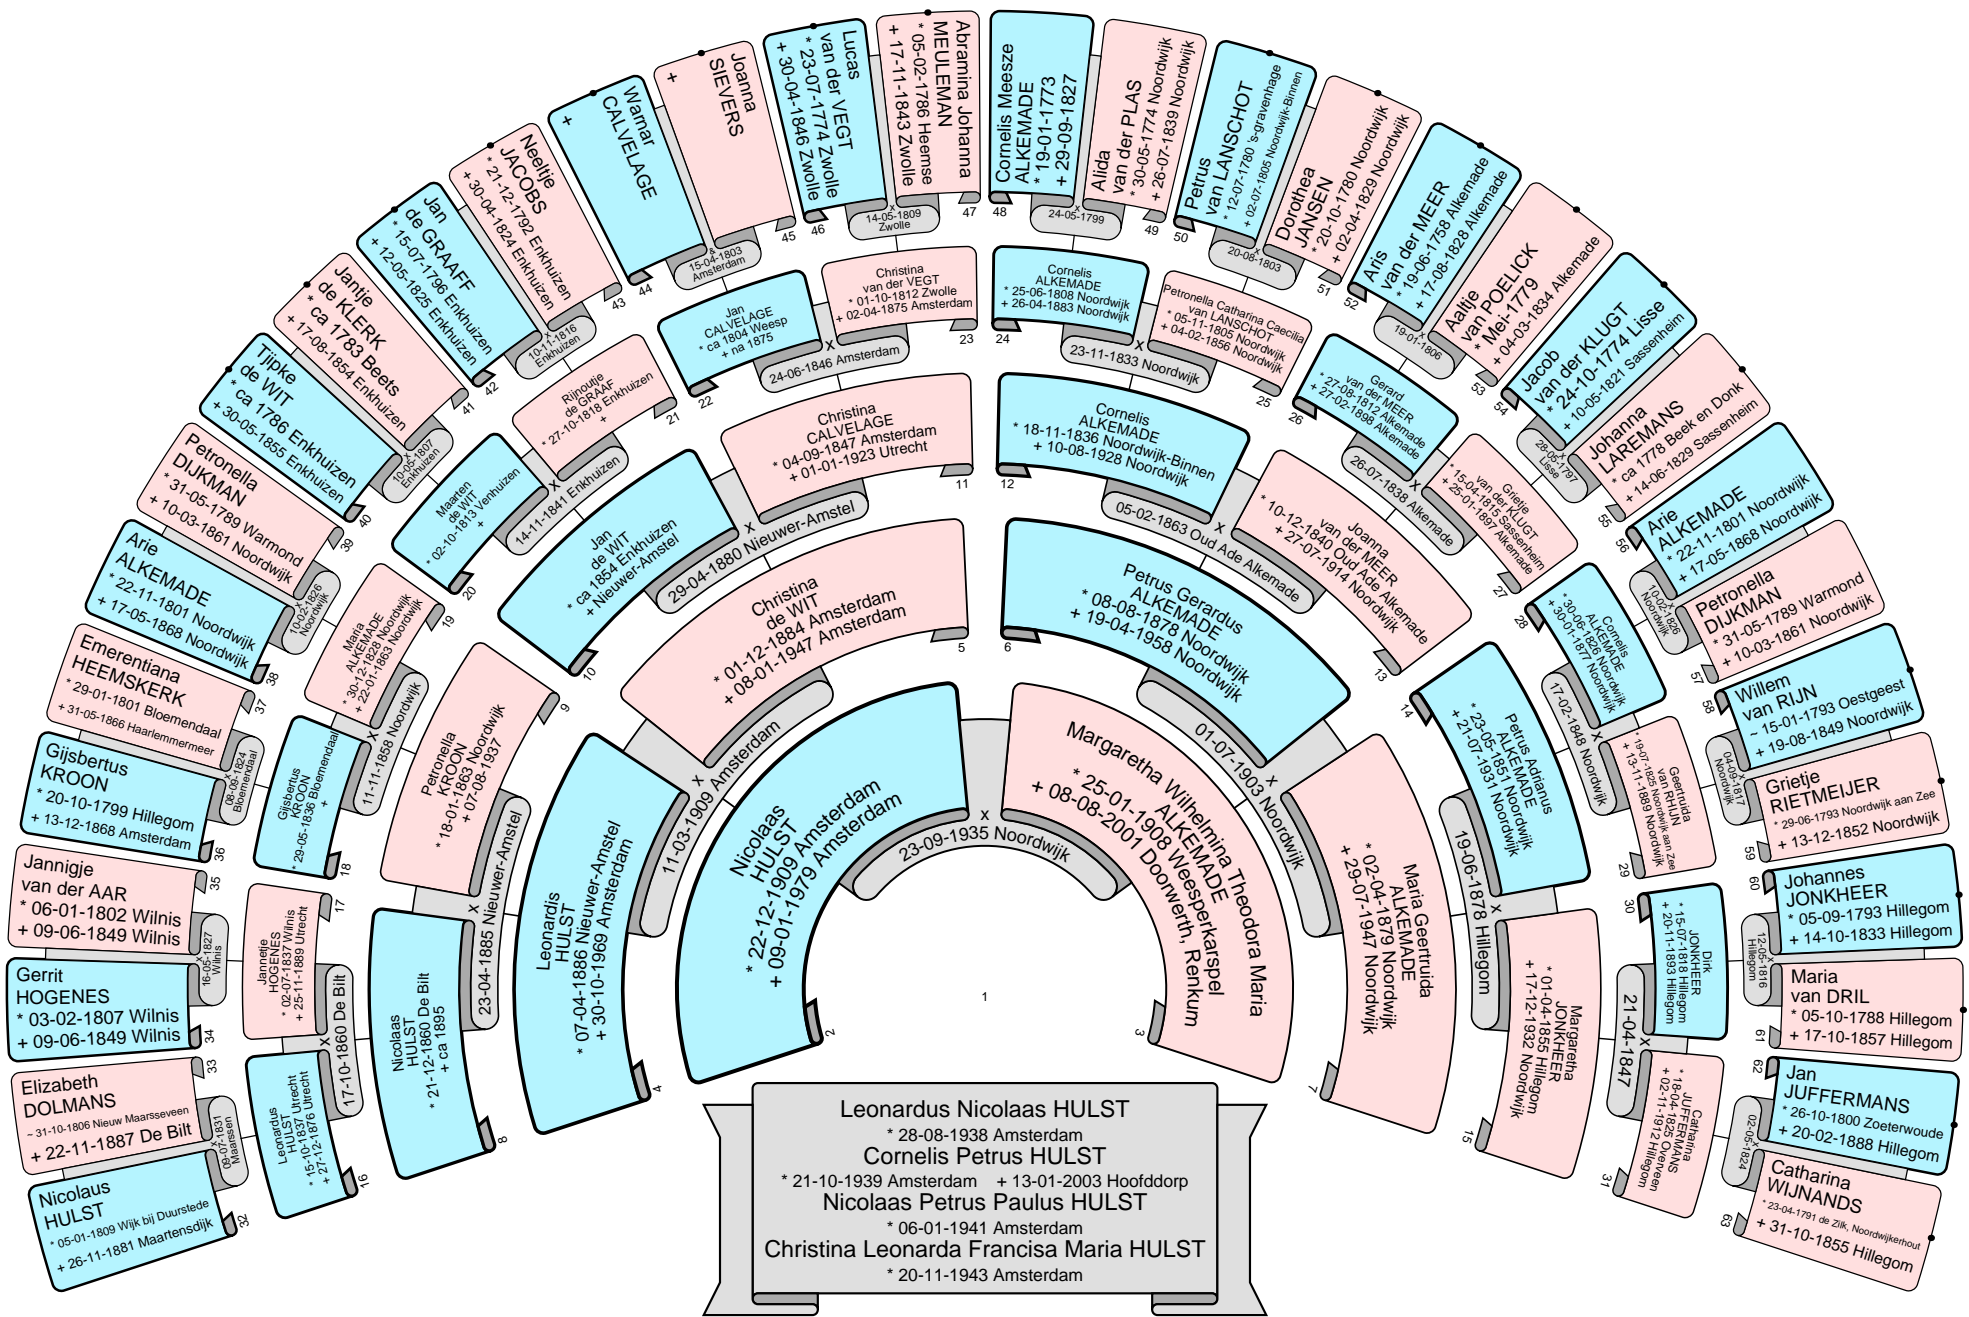 Leonardus Nicolaas HULST
* 28-08-1938 Amsterdam
Cornelis Petrus HULST
* 21-10-1939 Amsterdam + 13-01-2003 Hoofddorp
Nicolaas Petrus Paulus HULST
* 06-01-1941 Amsterdam
Christina Leonarda Francisa Maria HULST
* 20-11-1943 Amsterdam
1
Nicolaas
HULST
* 22-12-1909 Amsterdam
+ 09-01-1979 Amsterdam
2
x
23-09-1935 Noordwijk
Margaretha Wilhelmina Theodora Maria
ALKEMADE
* 25-01-1908 Weesperkarspel
+ 08-08-2001 Doorwerth, Renkum
3
Leonardis
HULST
* 07-04-1886 Nieuwer-Amstel
+ 30-10-1969 Amsterdam
4
x
11-03-1909 Amsterdam
Christina
de WIT
* 01-12-1884 Amsterdam
+ 08-01-1947 Amsterdam
5
Petrus Gerardus
ALKEMADE
* 08-08-1878 Noordwijk
+ 19-04-1958 Noordwijk
6
x
01-07-1903 Noordwijk
Maria Geertruida
ALKEMADE
* 02-04-1879 Noordwijk
+ 29-07-1947 Noordwijk
7
Nicolaas
HULST
* 21-12-1860 De Bilt
+ ca 1895
8
x
23-04-1885 Nieuwer-Amstel
Petronella
KROON
* 18-01-1863 Noordwijk
+ 07-08-1937
9
Jan
de WIT
* ca 1854 Enkhuizen
+ Nieuwer-Amstel
10
x
29-04-1880 Nieuwer-Amstel
Christina
CALVELAGE
* 04-09-1847 Amsterdam
+ 01-01-1923 Utrecht
11
Cornelis
ALKEMADE
* 18-11-1836 Noordwijk-Binnen
+ 10-08-1928 Noordwijk
12
x
05-02-1863 Oud Ade Alkemade
Joanna
van der MEER
* 10-12-1840 Oud Ade Alkemade
+ 27-07-1914 Noordwijk
13
Petrus Adrianus
ALKEMADE
* 23-05-1851 Noordwijk
+ 21-07-1931 Noordwijk
14
x
19-06-1878 Hillegom
Margaretha
JONKHEER
* 01-04-1855 Hillegom
+ 17-12-1932 Noordwijk
15
Leonardus
HULST
* 15-10-1837 Utrecht
+ 27-12-1876 Utrecht
16
x
17-10-1860 De Bilt
Jannetje
HOGENES
* 02-07-1837 Wilnis
+ 25-11-1889 Utrecht
17
Gijsbertus
KROON
* 29-05-1836 Bloemendaal
+
18
x
11-11-1858 Noordwijk
Maria
ALKEMADE
* 30-12-1828 Noordwijk
+ 22-01-1863 Noordwijk
19
Maarten
de WIT
* 02-10-1813 Venhuizen
+
20
x
14-11-1841 Enkhuizen
Rijnoutje
de GRAAF
* 27-10-1818 Enkhuizen
+
21
Jan
CALVELAGE
* ca 1804 Weesp
+ na 1875
22
x
24-06-1846 Amsterdam
Christina
van der VEGT
* 01-10-1812 Zwolle
+ 02-04-1875 Amsterdam
23
Cornelis
ALKEMADE
* 25-06-1808 Noordwijk
+ 26-04-1883 Noordwijk
24
x
23-11-1833 Noordwijk
Petronella Catharina Caecilia
van LANSCHOT
* 05-11-1805 Noordwijk
+ 04-02-1856 Noordwijk
25
Gerard
van der MEER
* 27-08-1812 Alkemade
+ 27-02-1898 Alkemade
26
x
26-07-1838 Alkemade
Grietje
van der KLUGT
* 15-04-1815 Sassenheim
+ 25-01-1897 Alkemade
27
Cornelis
ALKEMADE
* 30-06-1826 Noordwijk
+ 30-01-1877 Noordwijk
28
x
17-02-1848 Noordwijk
Geertruida
van RHIJN
* 19-07-1825 Noordwijk aan Zee
+ 13-11-1889 Noordwijk
29
Dirk
JONKHEER
* 15-07-1818 Hillegom
+ 20-11-1893 Hillegom
30
x
21-04-1847
Catharina
JUFFERMANS
* 18-04-1825 Overveen
+ 02-11-1912 Hillegom
31
Nicolaus
HULST
* 05-01-1809 Wijk bij Duurstede
+ 26-11-1881 Maartensdijk
32
x
09-07-1831
Maarssen
Elizabeth
DOLMANS
~ 31-10-1806 Nieuw Maarsseveen
+ 22-11-1887 De Bilt
33
Gerrit
HOGENES
* 03-02-1807 Wilnis
+ 09-06-1849 Wilnis
34
x
16-05-1827
Wilnis
Jannigje
van der AAR
* 06-01-1802 Wilnis
+ 09-06-1849 Wilnis
35
Gijsbertus
KROON
* 20-10-1799 Hillegom
+ 13-12-1868 Amsterdam
36
x
08-09-1824
Bloemendaal
Emerentiana
HEEMSKERK
* 29-01-1801 Bloemendaal
+ 31-05-1866 Haarlemmermeer
37
Arie
ALKEMADE
* 22-11-1801 Noordwijk
+ 17-05-1868 Noordwijk
38
x
10-02-1826
Noordwijk
Petronella
DIJKMAN
* 31-05-1789 Warmond
+ 10-03-1861 Noordwijk
39
Tjipke
de WIT
* ca 1786 Enkhuizen
+ 30-05-1855 Enkhuizen
40
x
10-05-1807
Enkhuizen
Jantje
de KLERK
* ca 1783 Beets
+ 17-08-1854 Enkhuizen
41
Jan
de GRAAFF
* 15-07-1796 Enkhuizen
+ 12-05-1825 Enkhuizen
42
x
10-11-1816
Enkhuizen
Neeltje
JACOBS
* 21-12-1792 Enkhuizen
+ 30-04-1824 Enkhuizen
43
Warnar
CALVELAGE
+
44
&
15-04-1803
Amsterdam
Joanna
SIEVERS
+
45
Lucas
van der VEGT
* 23-07-1774 Zwolle
+ 30-04-1846 Zwolle
46
x
14-05-1809
Zwolle
Abramina Johanna
MEULEMAN
* 05-02-1786 Heemse
+ 17-11-1843 Zwolle
47
Cornelis Meesze
ALKEMADE
* 19-01-1773
+ 29-09-1827
48
x
24-05-1799
Alida
van der PLAS
* 30-05-1774 Noordwijk
+ 26-07-1839 Noordwijk
49
Petrus
van LANSCHOT
* 12-07-1780 's-gravenhage
+ 02-07-1805 Noordwijk-Binnen
50
x
20-08-1803
Dorothea
JANSEN
* 20-10-1780 Noordwijk
+ 02-04-1829 Noordwijk
51
Aris
van der MEER
* 19-06-1758 Alkemade
+ 17-08-1828 Alkemade
52
x
19-01-1806
Aaltje
van POELICK
* Mei-1779
+ 04-03-1834 Alkemade
53
Jacob
van der KLUGT
* 24-10-1774 Lisse
+ 10-05-1821 Sassenheim
54
x
28-05-1797
Lisse
Johanna
LAREMANS
* ca 1778 Beek en Donk
+ 14-06-1829 Sassenheim
55
Arie
ALKEMADE
* 22-11-1801 Noordwijk
+ 17-05-1868 Noordwijk
56
x
10-02-1826
Noordwijk
Petronella
DIJKMAN
* 31-05-1789 Warmond
+ 10-03-1861 Noordwijk
57
Willem
van RIJN
~ 15-01-1793 Oestgeest
+ 19-08-1849 Noordwijk
58
x
04-09-1817
Noordwijk
Grietje
RIETMEIJER
* 29-06-1793 Noordwijk aan Zee
+ 13-12-1852 Noordwijk
59
Johannes
JONKHEER
* 05-09-1793 Hillegom
+ 14-10-1833 Hillegom
60
x
12-05-1816
Hillegom
Maria
van DRIL
* 05-10-1788 Hillegom
+ 17-10-1857 Hillegom
61
Jan
JUFFERMANS
* 26-10-1800 Zoeterwoude
+ 20-02-1888 Hillegom
62
x
02-05-1824
Catharina
WIJNANDS
* 23-04-1791 de Zilk, Noordwijkerhout
+ 31-10-1855 Hillegom
63